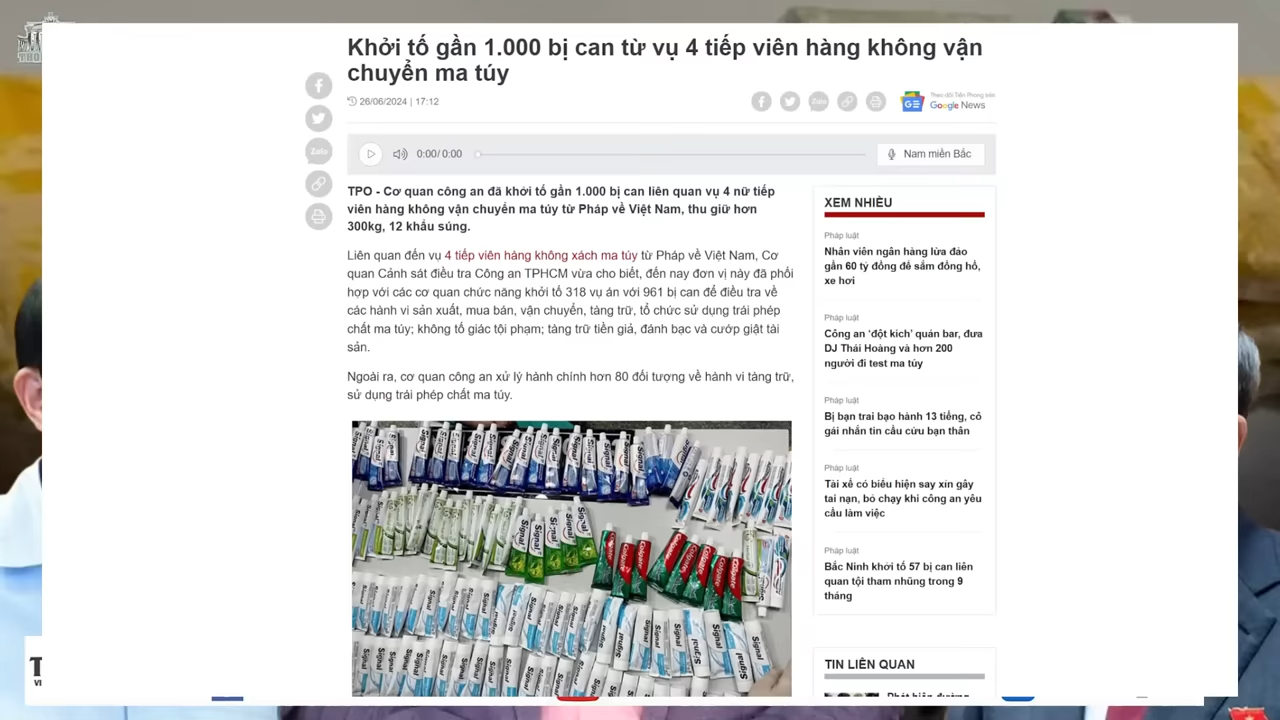 Khởi tố gần 1.000 bị can từ vụ 4 tiếp viên hàng không vận
chuyển ma túy
26/06/2024 | 17:12
Zalo
Theo dõi Tiền Phong trên
Google News
Zalo
0:00/ 0:00
Nam miền Bắc
TPO - Cơ quan công an đã khởi tố gần 1.000 bị can liên quan vụ 4 nữ tiếp
viên hàng không vận chuyển ma túy từ Pháp về Việt Nam, thu giữ hơn
300kg, 12 khẩu súng.
Liên quan đến vụ 4 tiếp viên hàng không xách ma túy từ Pháp về Việt Nam, Cơ
quan Cảnh sát điều tra Công an TPHCM vừa cho biết, đến nay đơn vị này đã phối
hợp với các cơ quan chức năng khởi tố 318 vụ án với 961 bị can để điều tra về
các hành vi sản xuất, mua bán, vận chuyển, tàng trữ, tổ chức sử dụng trái phép
chất ma túy; không tố giác tội phạm; tàng trữ tiền giả, đánh bạc và cướp giật tài
sản.
Ngoài ra, cơ quan công an xử lý hành chính hơn 80 đối tượng về hành vi tàng trữ,
sử dụng trái phép chất ma túy.
Signal
Colgate
XEM NHIỀU
Pháp luật
Nhân viên ngân hàng lừa đảo
gần 60 tỷ đồng để sắm đồng hồ,
xe hơi
Pháp luật
Công an ‘đột kích’ quán bar, đưa
DJ Thái Hoàng và hơn 200
người đi test ma túy
Pháp luật
Bị bạn trai bạo hành 13 tiếng, cô
gái nhắn tin cầu cứu bạn thân
Pháp luật
Tài xế có biểu hiện say xỉn gây
tai nạn, bỏ chạy khi công an yêu
cầu làm việc
Pháp luật
Bắc Ninh khởi tố 57 bị can liên
quan tội tham nhũng trong 9
tháng
TIN LIÊN QUAN
Phát hiện đường